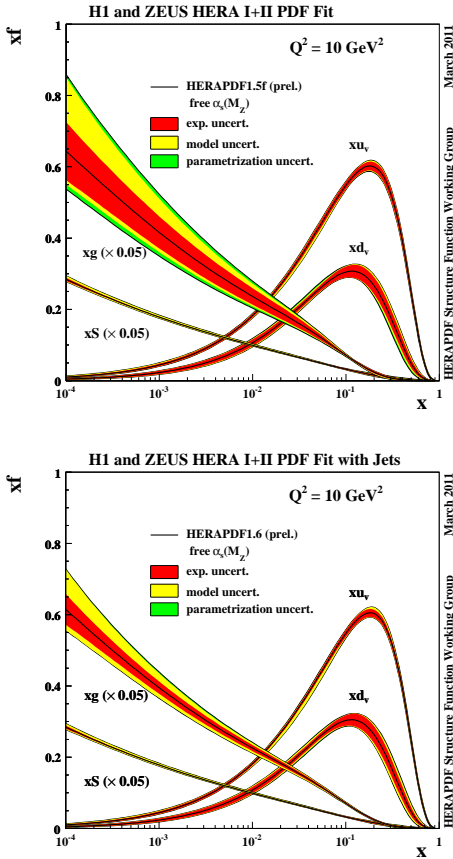 H1 and ZEUS HERA I+II PDF Fit
xf
1
Q² = 10 GeV²
HERAPDF1.5f (prel.)
free αs(MZ)
exp. uncert.
model uncert.
parametrization uncert.
0.8
0.6
0.4
0.2
0
xuv
xdv
xg (× 0.05)
xS (× 0.05)
10⁻⁴
10⁻³
10⁻²
10⁻¹
1
x
HERAPDF Structure Function Working Group March 2011
H1 and ZEUS HERA I+II PDF Fit with Jets
xf
1
Q² = 10 GeV²
HERAPDF1.6 (prel.)
free αs(MZ)
exp. uncert.
model uncert.
parametrization uncert.
0.8
0.6
0.4
0.2
0
xuv
xdv
xg (× 0.05)
xS (× 0.05)
10⁻⁴
10⁻³
10⁻²
10⁻¹
1
x
HERAPDF Structure Function Working Group March 2011